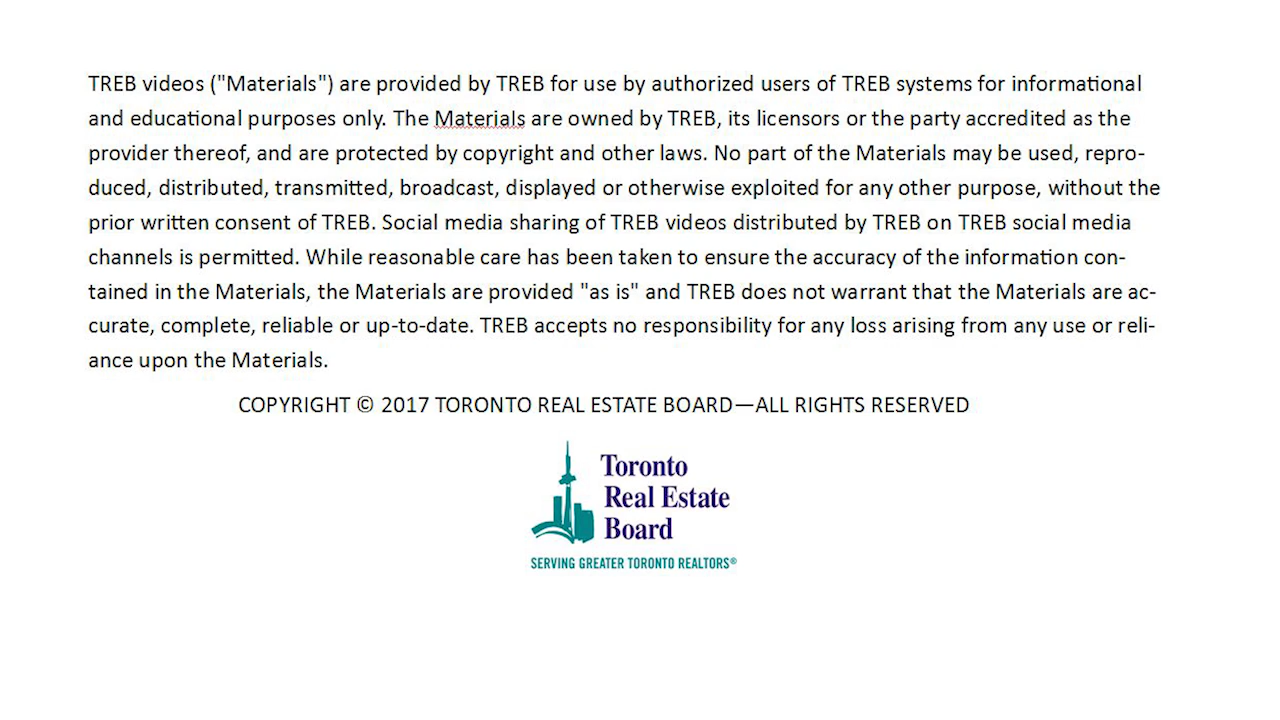 TREB videos ("Materials") are provided by TREB for use by authorized users of TREB systems for informational
and educational purposes only. The Materials are owned by TREB, its licensors or the party accredited as the
provider thereof, and are protected by copyright and other laws. No part of the Materials may be used, repro-
duced, distributed, transmitted, broadcast, displayed or otherwise exploited for any other purpose, without the
prior written consent of TREB. Social media sharing of TREB videos distributed by TREB on TREB social media
channels is permitted. While reasonable care has been taken to ensure the accuracy of the information con-
tained in the Materials, the Materials are provided "as is" and TREB does not warrant that the Materials are ac-
curate, complete, reliable or up-to-date. TREB accepts no responsibility for any loss arising from any use or reli-
ance upon the Materials.
COPYRIGHT © 2017 TORONTO REAL ESTATE BOARD—ALL RIGHTS RESERVED
Toronto
Real Estate
Board
SERVING GREATER TORONTO REALTORS®